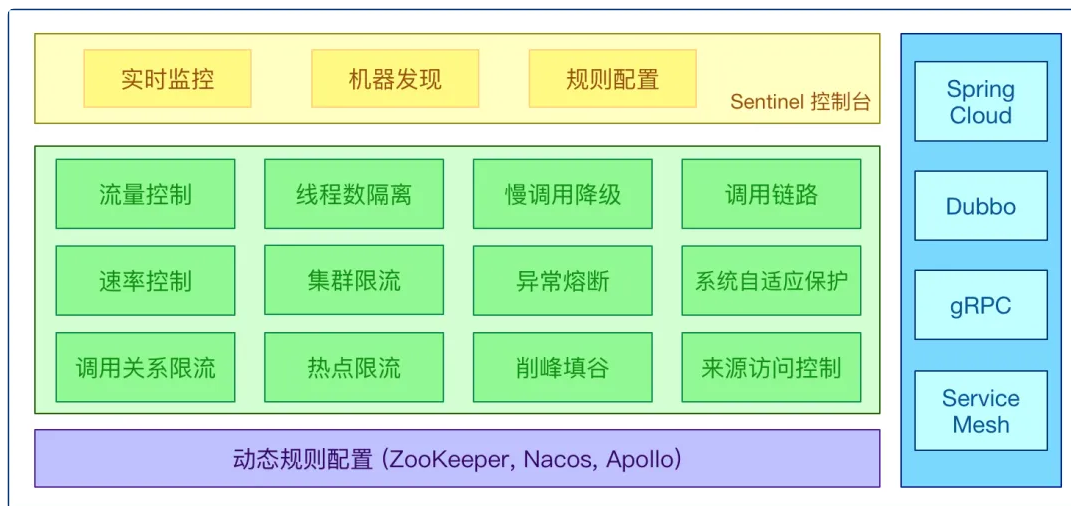 实时监控
机器发现
规则配置
Sentinel 控制台
流量控制
线程数隔离
慢调用降级
调用链路
速率控制
集群限流
异常熔断
系统自适应保护
调用关系限流
热点限流
削峰填谷
来源访问控制
动态规则配置 (ZooKeeper, Nacos, Apollo)
Spring
Cloud
Dubbo
gRPC
Service
Mesh